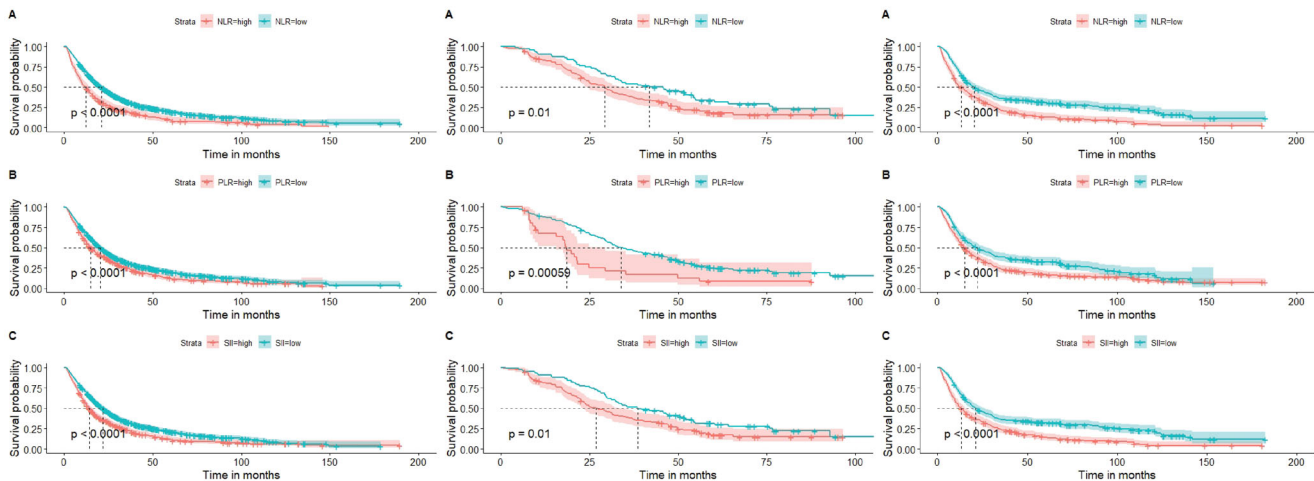 A
Strata NLR=high NLR=low
Survival probability
1.00
0.75
0.50
0.25
0.00
p < 0.0001
0 50 100 150 200
Time in months
A
Strata NLR=high NLR=low
Survival probability
1.00
0.75
0.50
0.25
0.00
p = 0.01
0 25 50 75 100
Time in months
A
Strata NLR=high NLR=low
Survival probability
1.00
0.75
0.50
0.25
0.00
p < 0.0001
0 50 100 150 200
Time in months
B
Strata PLR=high PLR=low
Survival probability
1.00
0.75
0.50
0.25
0.00
p < 0.0001
0 50 100 150 200
Time in months
B
Strata PLR=high PLR=low
Survival probability
1.00
0.75
0.50
0.25
0.00
p = 0.00059
0 25 50 75 100
Time in months
B
Strata PLR=high PLR=low
Survival probability
1.00
0.75
0.50
0.25
0.00
p < 0.0001
0 50 100 150 200
Time in months
C
Strata SII=high SII=low
Survival probability
1.00
0.75
0.50
0.25
0.00
p < 0.0001
0 50 100 150 200
Time in months
C
Strata SII=high SII=low
Survival probability
1.00
0.75
0.50
0.25
0.00
p = 0.01
0 25 50 75 100
Time in months
C
Strata SII=high SII=low
Survival probability
1.00
0.75
0.50
0.25
0.00
p < 0.0001
0 50 100 150 200
Time in months